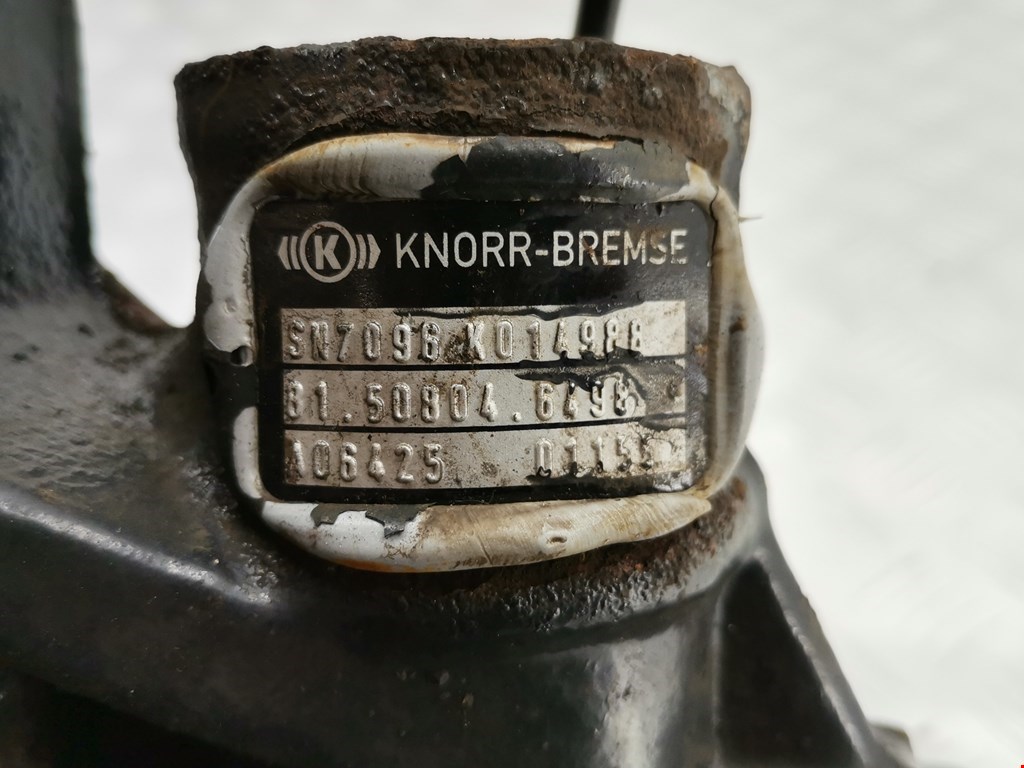 K KNORR-BREMSE
SN7096 K014988
81.50804.6498
A06425